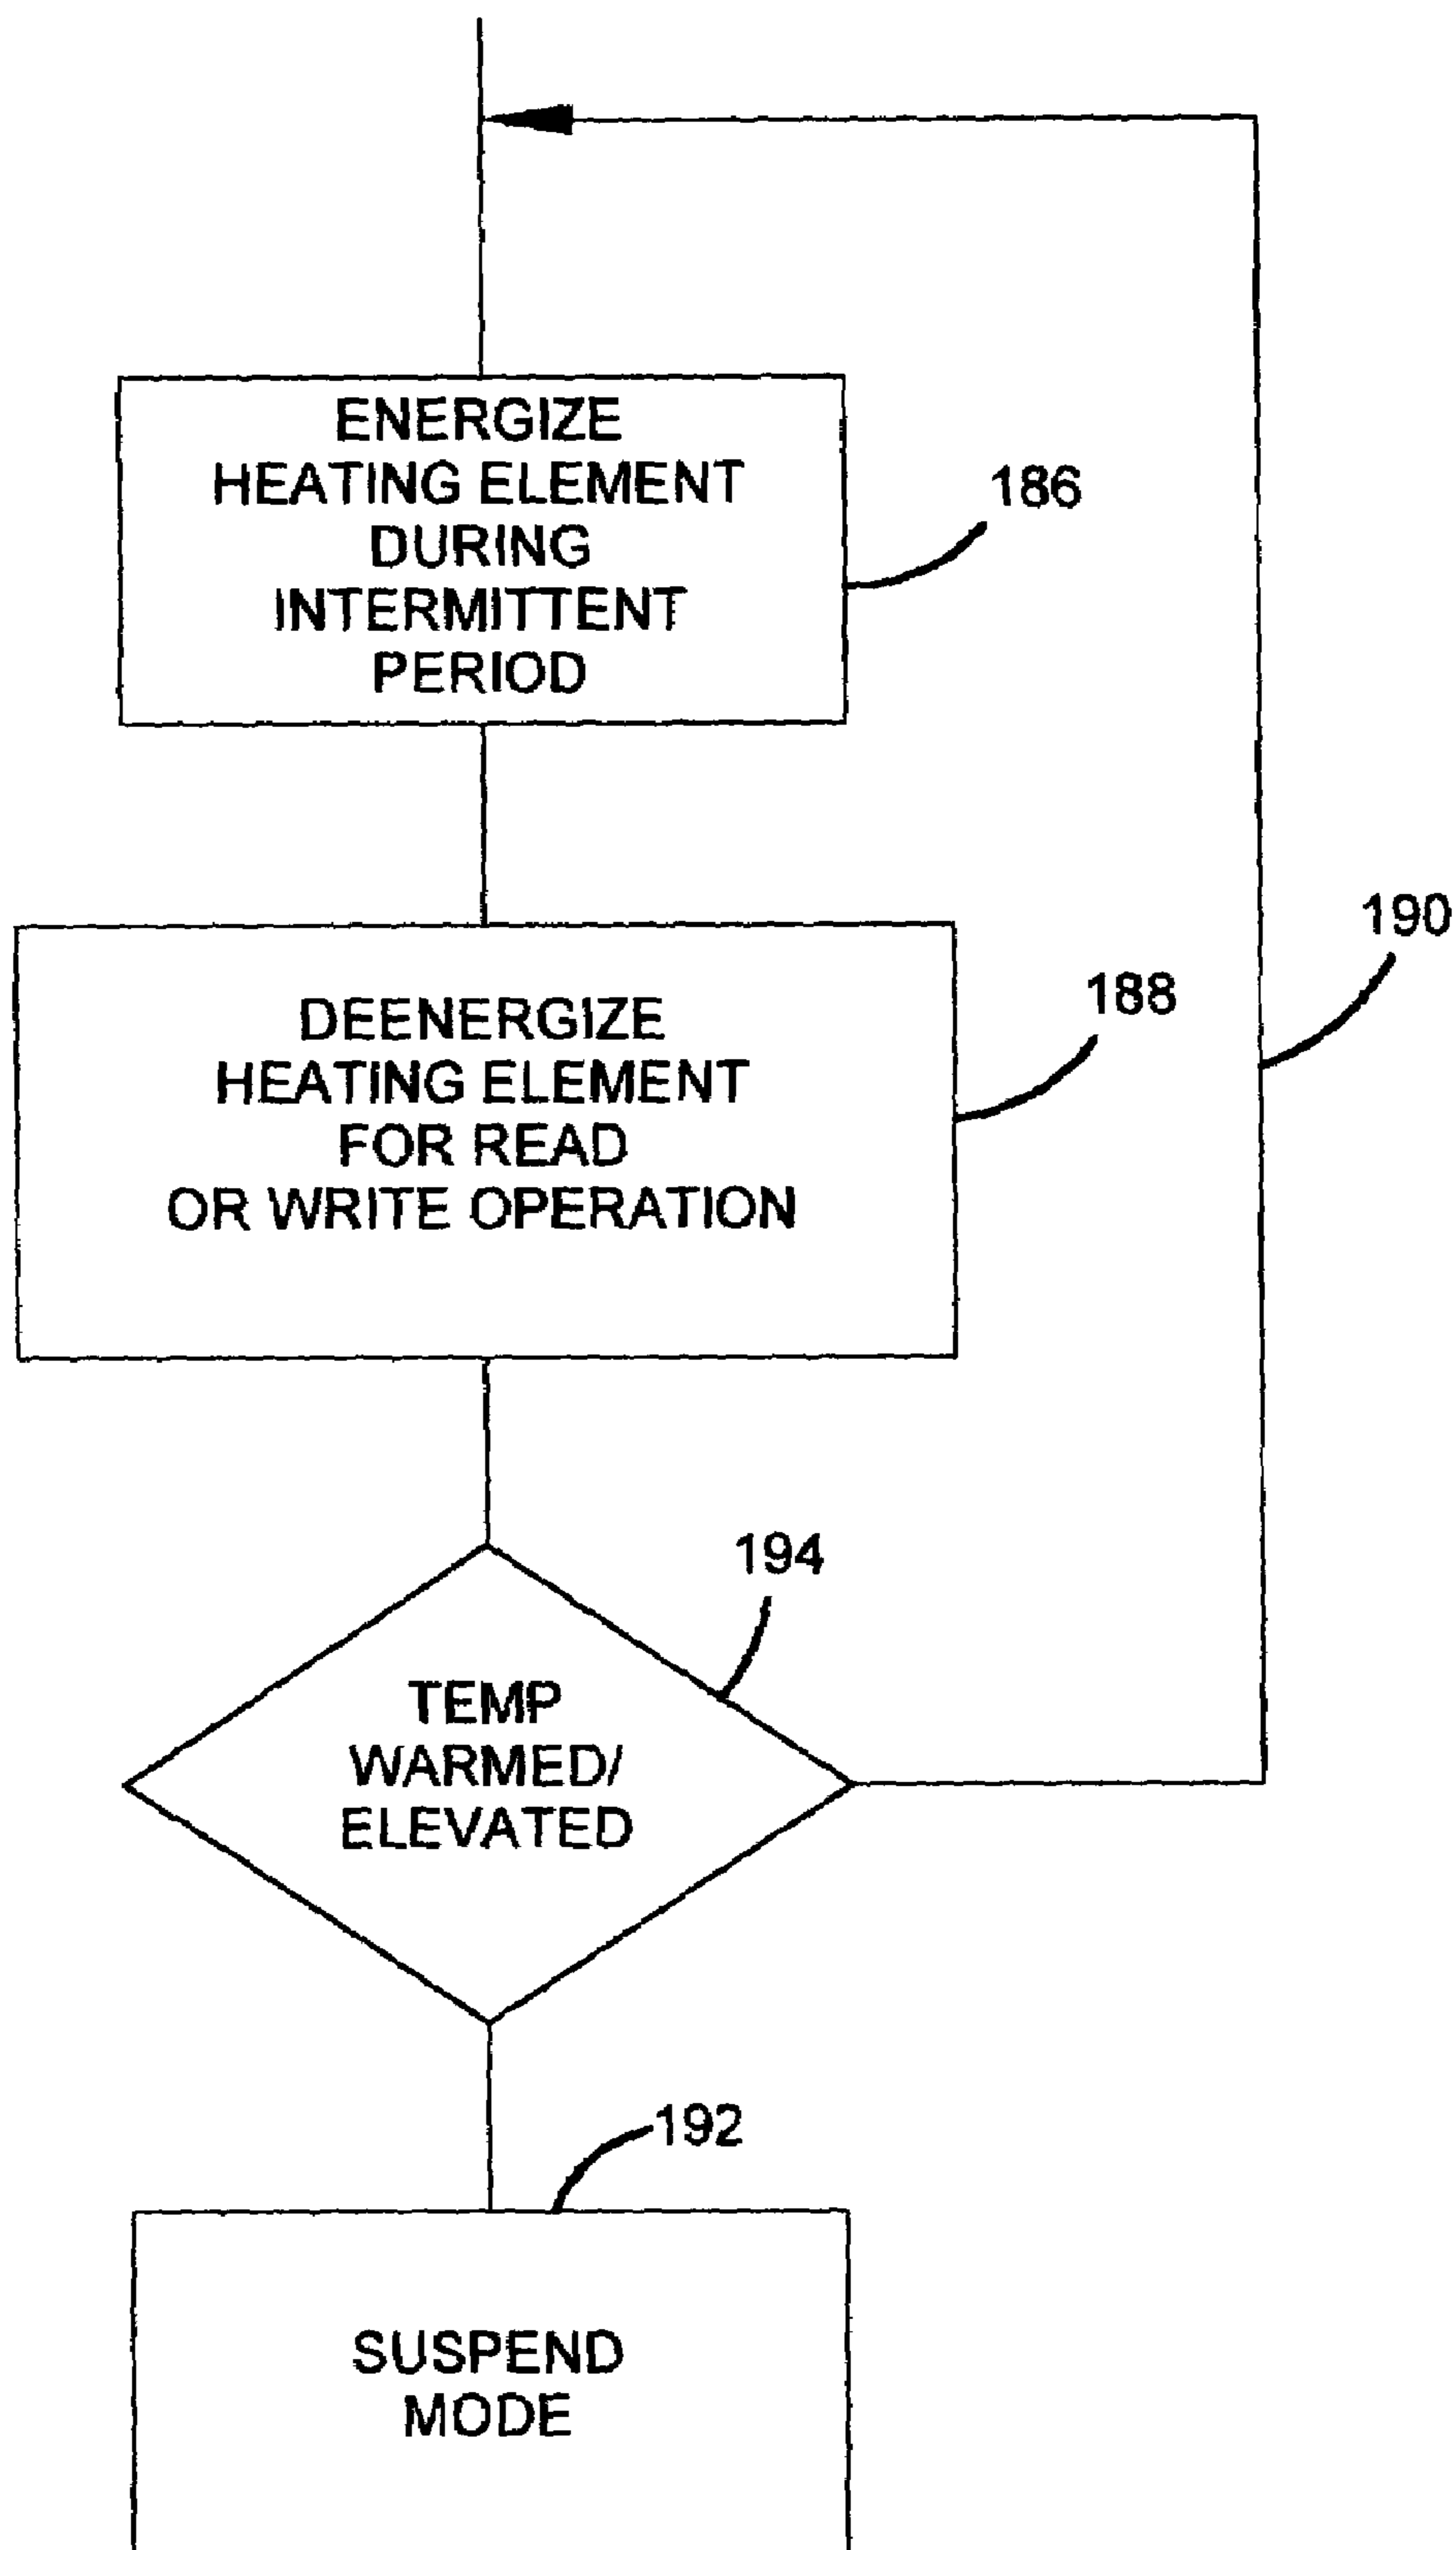 ENERGIZE
HEATING ELEMENT
DURING
INTERMITTENT
PERIOD
186
190
DEENERGIZE
HEATING ELEMENT
FOR READ
OR WRITE OPERATION
188
194
TEMP
WARMED/
ELEVATED
192
SUSPEND
MODE